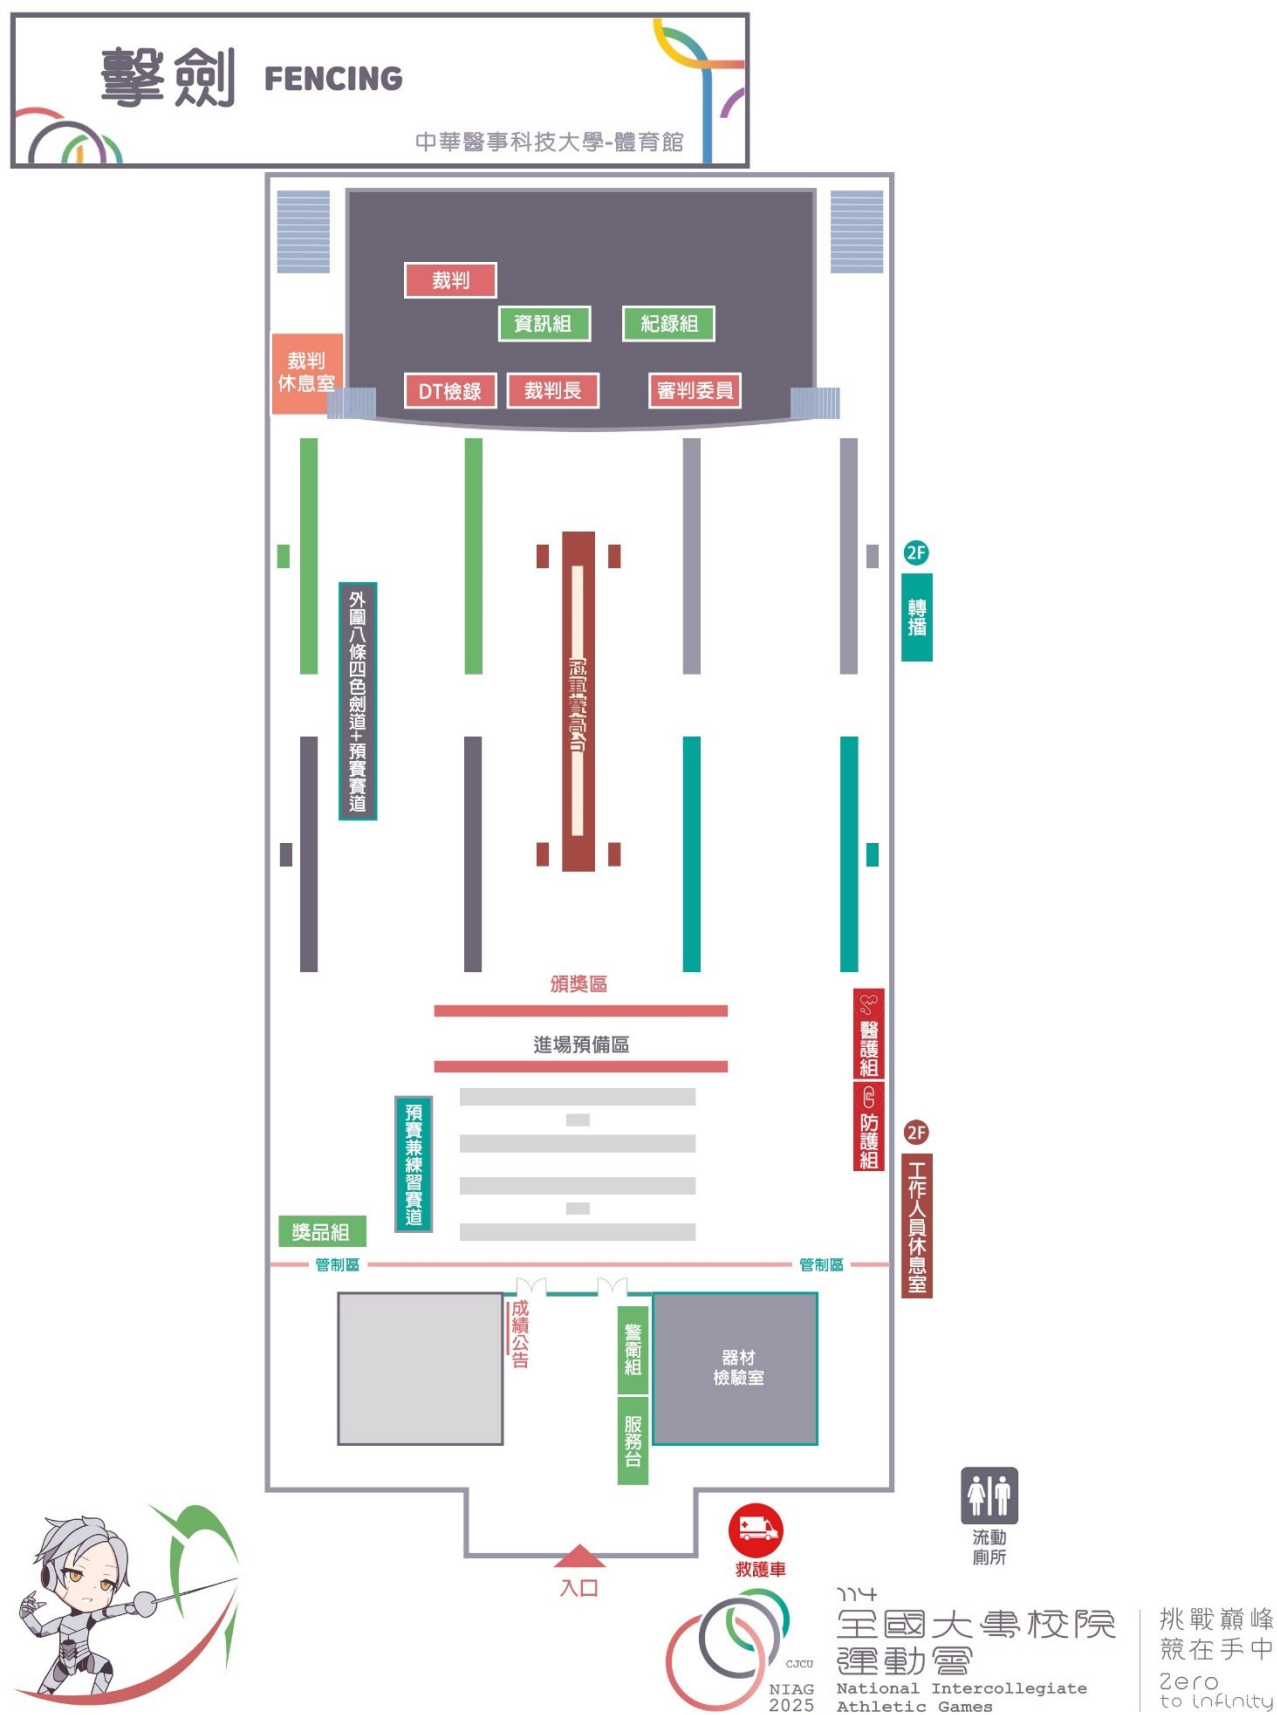 擊劍 FENCING
中華醫事科技大學-體育館
裁判
資訊組
紀錄組
裁判
休息室
DT檢錄
裁判長
審判委員
2F
轉播
外圍八條四色劍道+預賽賽道
冠軍賽高台
頒獎區
進場預備區
醫護組
防護組
預賽兼練習賽道
2F
工作人員休息室
獎品組
管制區
管制區
成績公告
警衛組
器材
檢驗室
服務台
流動
廁所
救護車
入口
114
全國大專校院
運動會
CJCU
NIAG
2025
National Intercollegiate
Athletic Games
挑戰巔峰
競在手中
Zero
to infinity